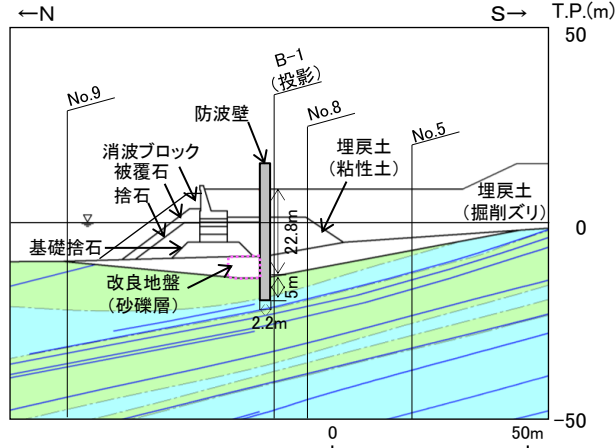 ←N
S→
T.P.(m)
50
B-1
(投影)
No.9
No.8
No.5
防波壁
消波ブロック
被覆石
捨石
埋戻土
(粘性土)
埋戻土
(掘削ズリ)
0
基礎捨石
22.8m
改良地盤
(砂礫層)
5m
2.2m
-50
0
50m